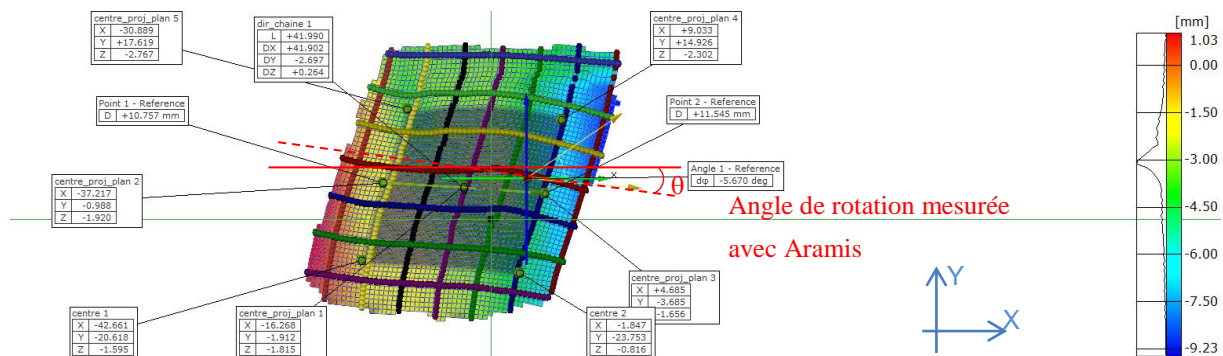 centre_proj_plan 5
X -30.889
Y +17.619
Z -2.767
dir_chaine 1
L +41.990
DX +41.902
DY -2.697
DZ +0.264
centre_proj_plan 4
X +9.033
Y +14.926
Z -2.302
[mm]
1.03
0.00
-1.50
-3.00
-4.50
-6.00
-7.50
-9.23
Point 1 - Reference
D +10.757 mm
Point 2 - Reference
D +11.545 mm
centre_proj_plan 2
X -37.217
Y -0.988
Z -1.920
X
Angle 1 - Reference
dφ -5.670 deg
θ
Angle de rotation mesurée
avec Aramis
centre_proj_plan 3
X +4.685
Y -3.685
-1.656
centre 1
X -42.661
Y -20.618
Z -1.595
centre_proj_plan 1
X -16.268
Y -1.912
Z -1.815
centre 2
X -1.847
Y -23.753
Z -0.816
Y
X